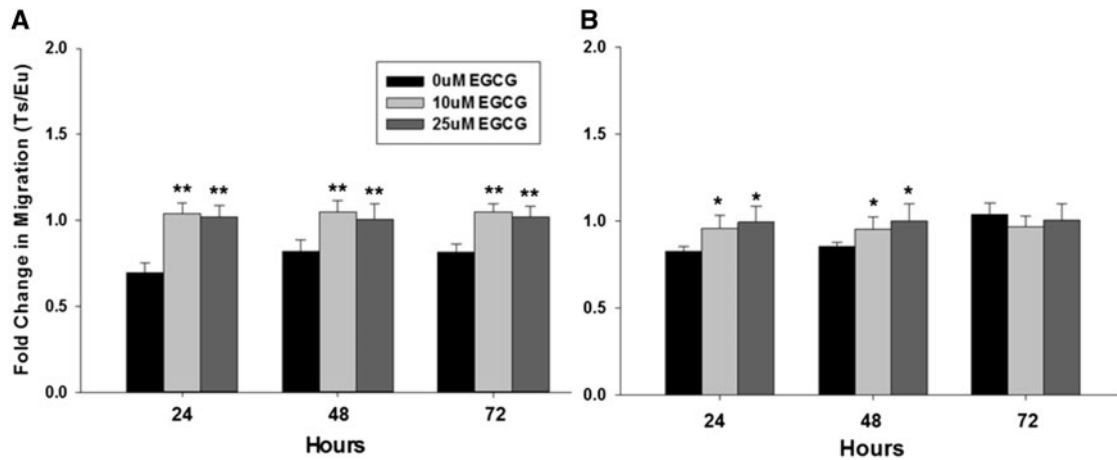 A
B
Fold Change in Migration (Ts/Eu)
2.0
1.5
1.0
0.5
0.0
0uM EGCG
10uM EGCG
25uM EGCG
** ** ** ** ** **
24 48 72
Hours
2.0
1.5
1.0
0.5
0.0
* * * *
24 48 72
Hours